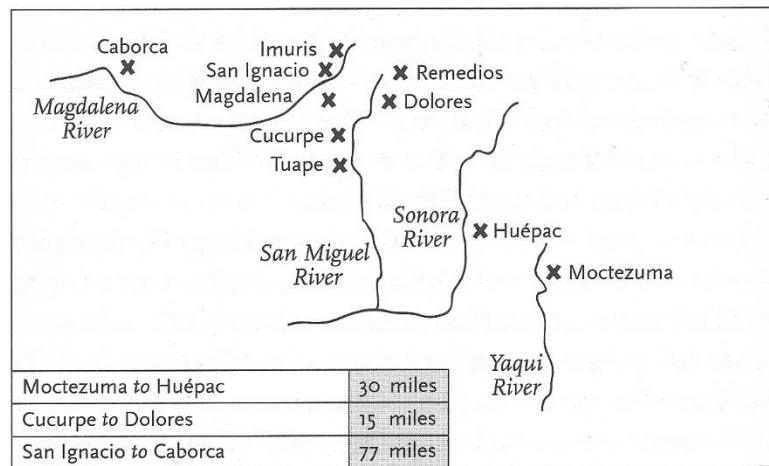 Caborca
Imuris
San Ignacio
Magdalena
Remedios
Dolores
Magdalena
River
Cucurpe
Tuape
Sonora
River
Huépac
San Miguel
River
Moctezuma
Yaqui
River
Moctezuma to Huépac 30 miles
Cucurpe to Dolores 15 miles
San Ignacio to Caborca 77 miles